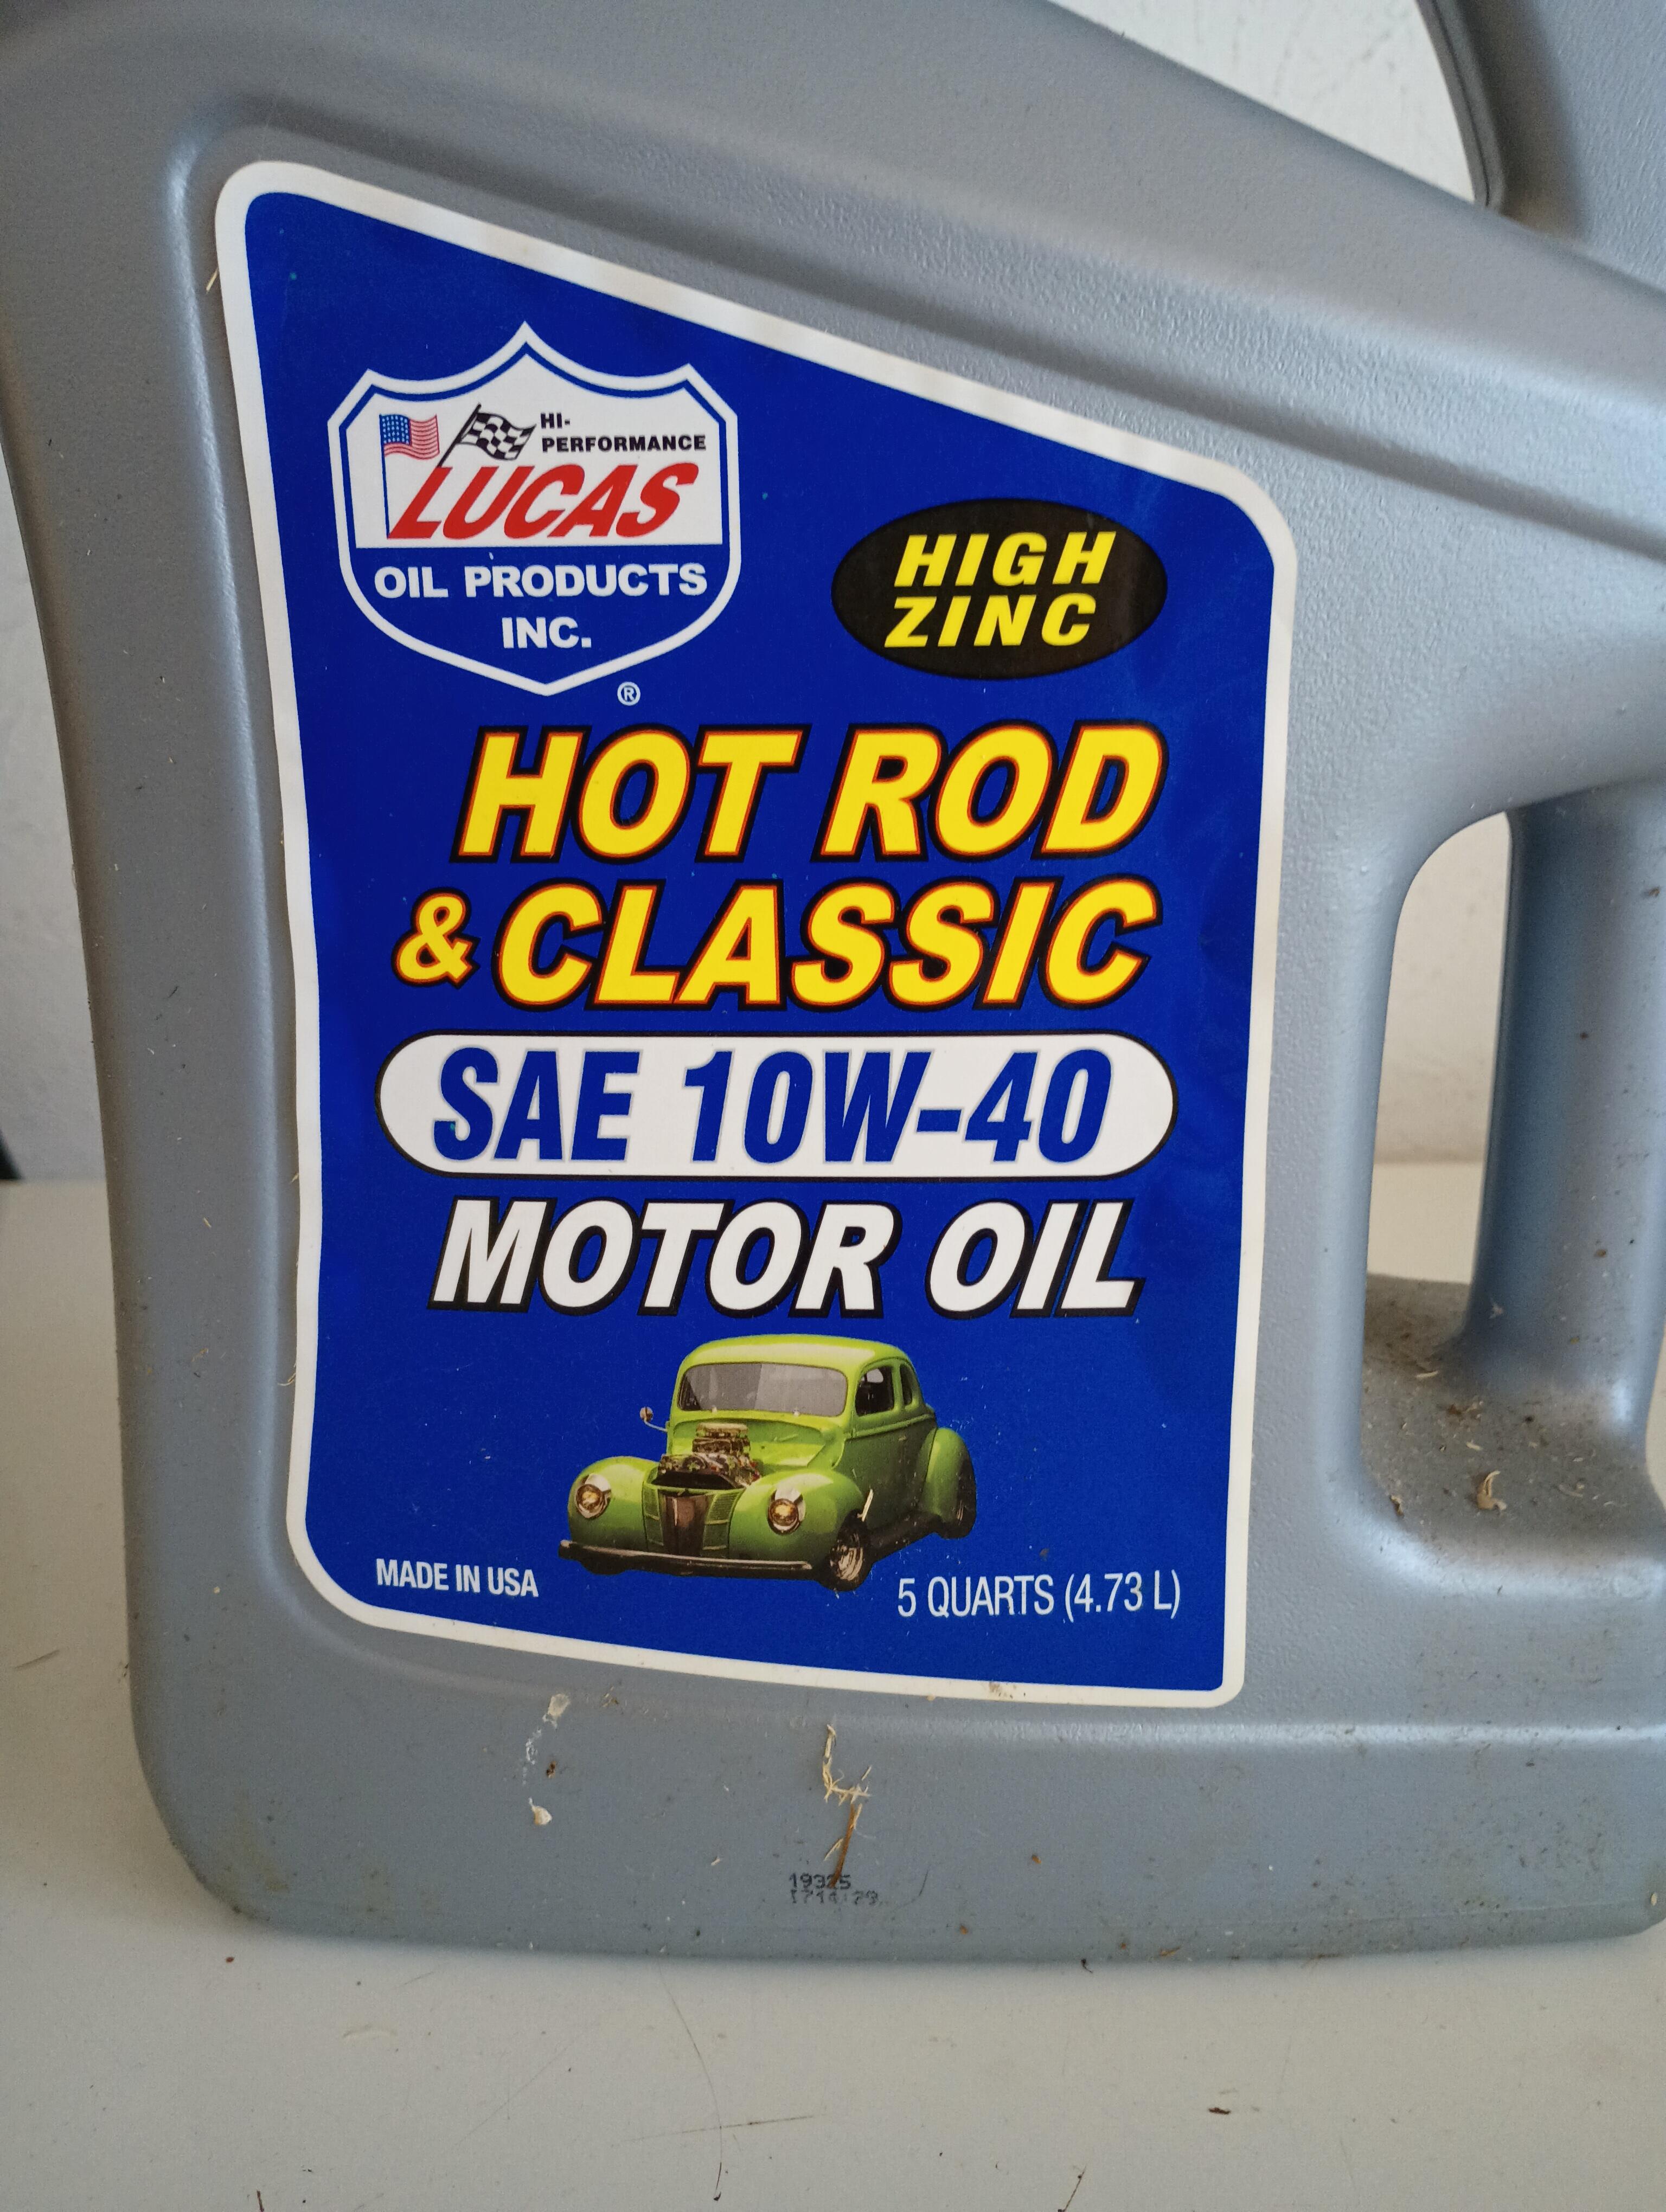 HI-
PERFORMANCE
LUCAS
OIL PRODUCTS
INC.
®
HIGH
ZINC
HOT ROD
& CLASSIC
SAE 10W-40
MOTOR OIL
MADE IN USA
5 QUARTS (4.73 L)